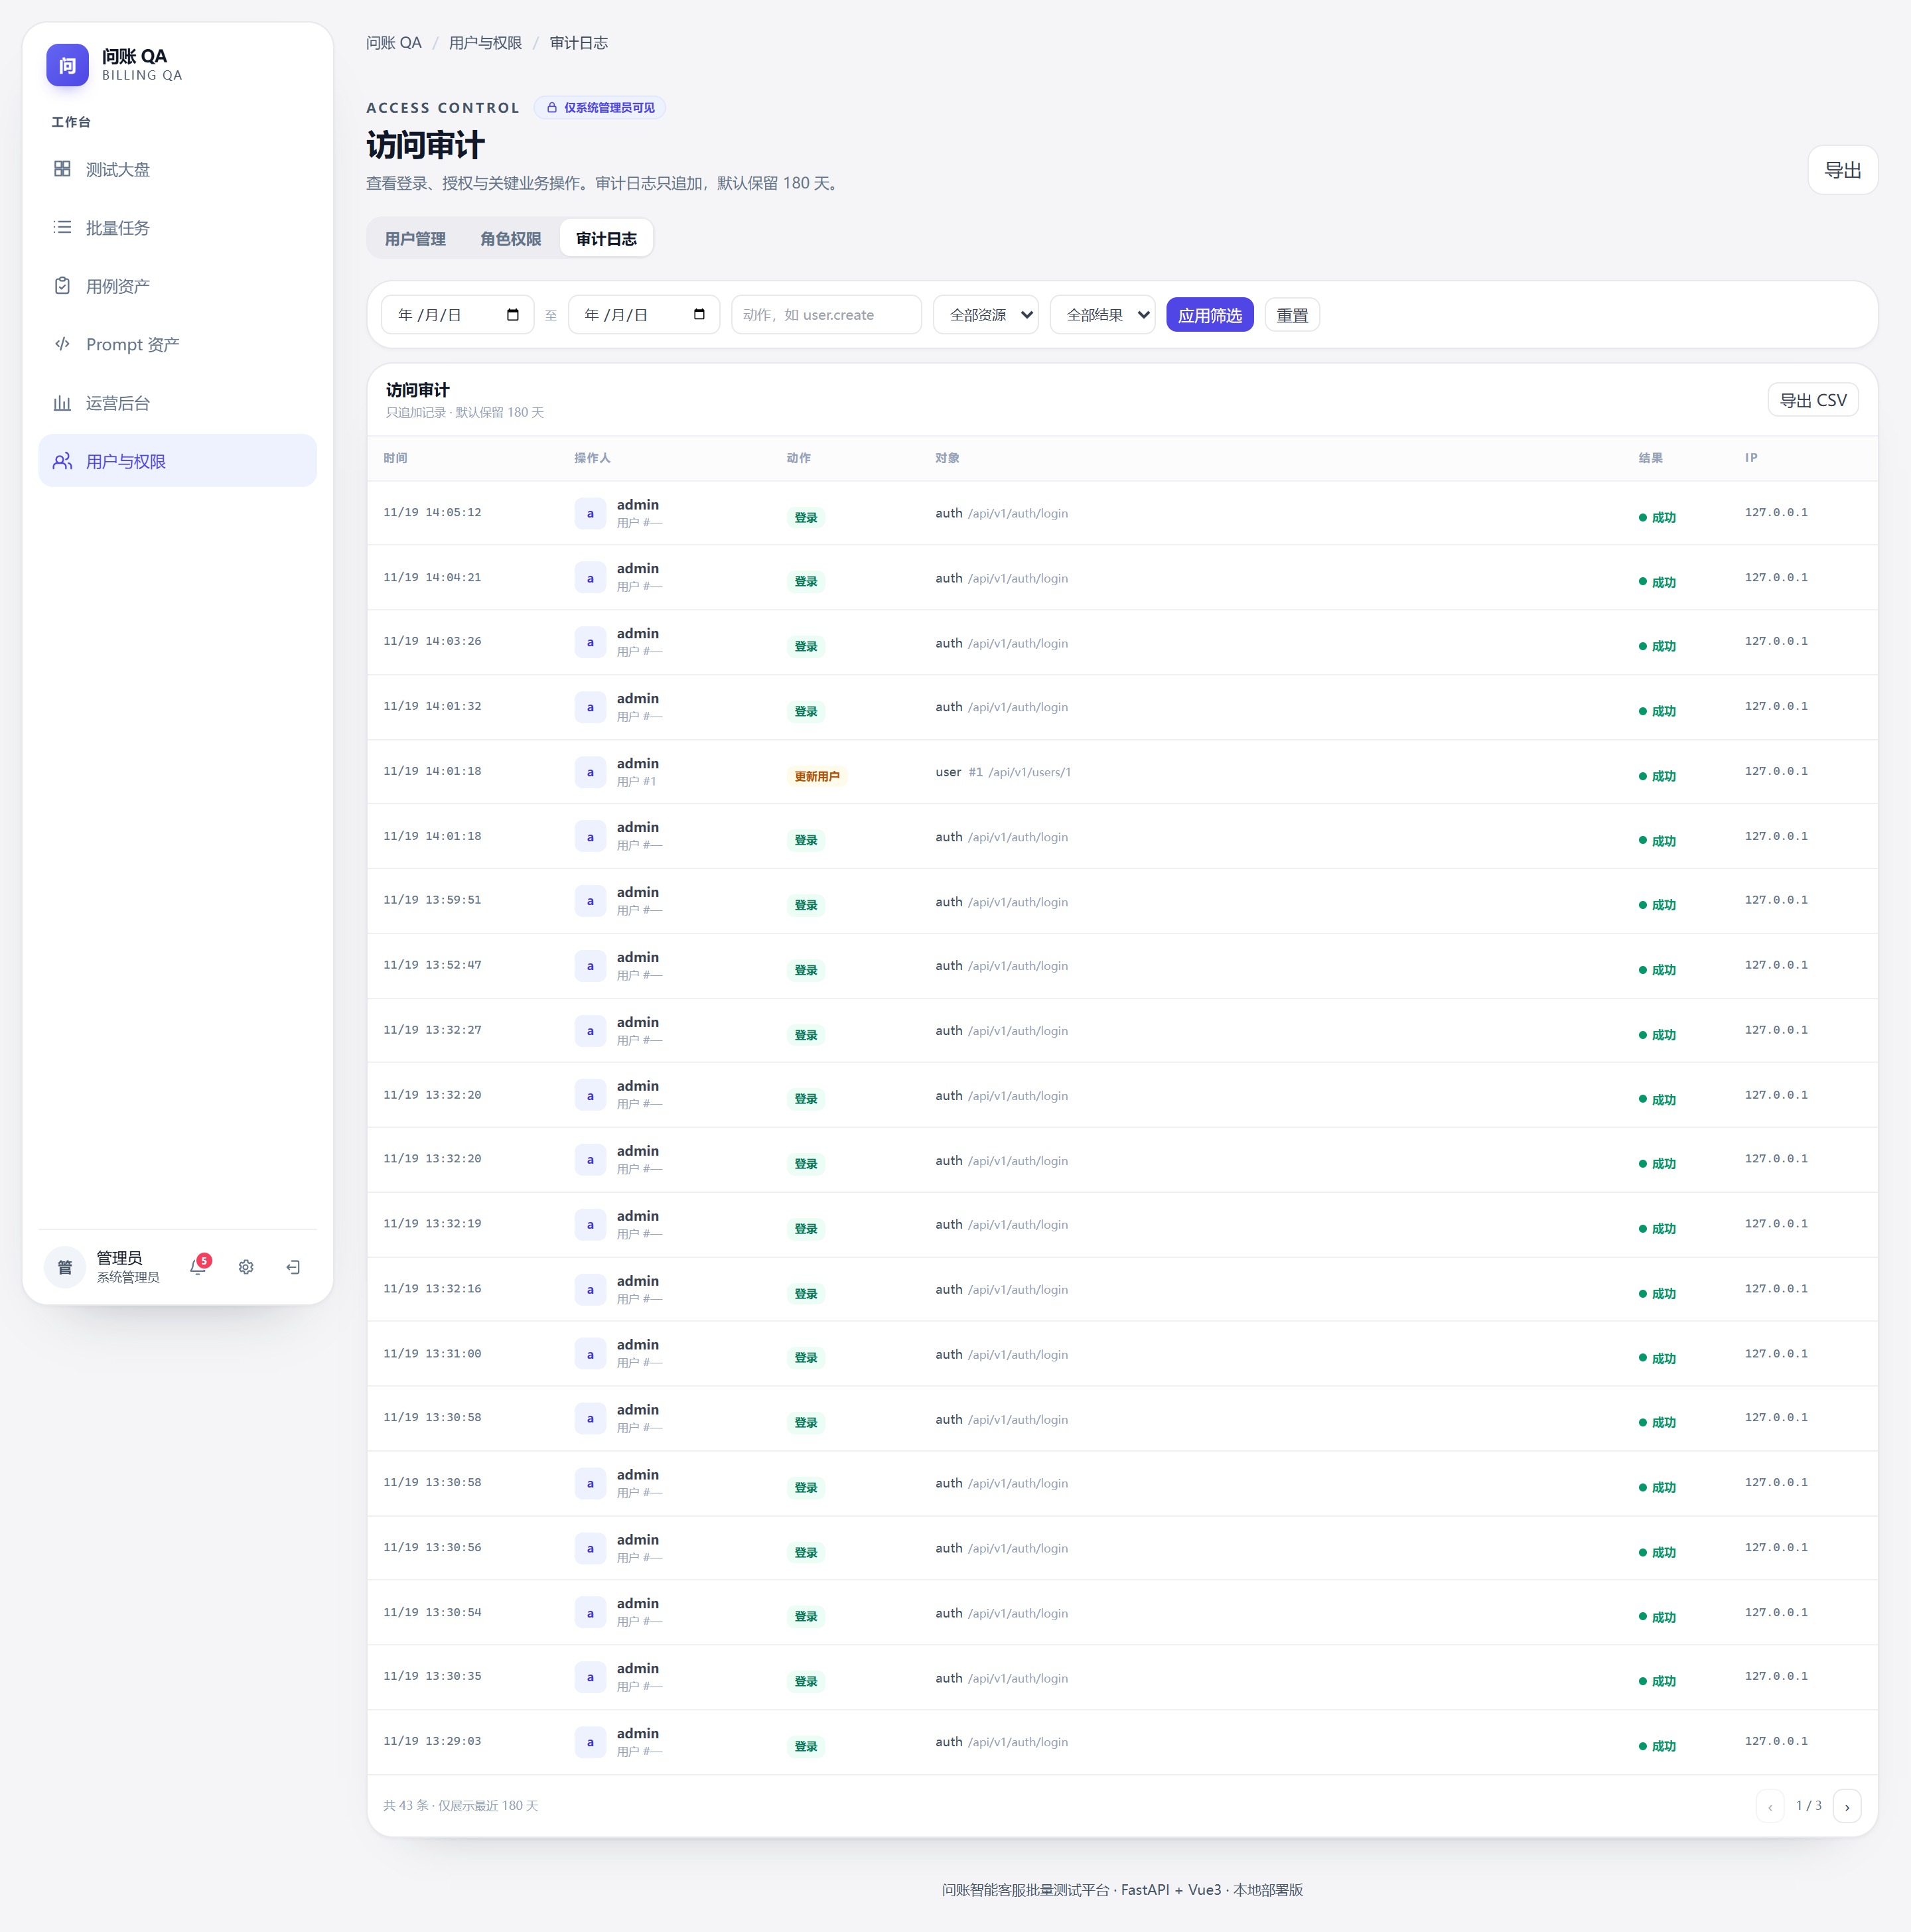 问 问账 QA
BILLING QA
工作台
测试大盘
批量任务
用例资产
Prompt 资产
运营后台
用户与权限
管 管理员
系统管理员
5
问账 QA / 用户与权限 / 审计日志
ACCESS CONTROL 仅系统管理员可见
访问审计
查看登录、授权与关键业务操作。审计日志只追加，默认保留 180 天。
导出
用户管理 角色权限 审计日志
年 /月/日 至 年 /月/日 动作，如 user.create 全部资源 全部结果 应用筛选 重置
访问审计
只追加记录 · 默认保留 180 天
导出 CSV
时间 操作人 动作 对象 结果 IP
11/19 14:05:12 a admin 用户 #— 登录 auth /api/v1/auth/login 成功 127.0.0.1
11/19 14:04:21 a admin 用户 #— 登录 auth /api/v1/auth/login 成功 127.0.0.1
11/19 14:03:26 a admin 用户 #— 登录 auth /api/v1/auth/login 成功 127.0.0.1
11/19 14:01:32 a admin 用户 #— 登录 auth /api/v1/auth/login 成功 127.0.0.1
11/19 14:01:18 a admin 用户 #1 更新用户 user #1 /api/v1/users/1 成功 127.0.0.1
11/19 14:01:18 a admin 用户 #— 登录 auth /api/v1/auth/login 成功 127.0.0.1
11/19 13:59:51 a admin 用户 #— 登录 auth /api/v1/auth/login 成功 127.0.0.1
11/19 13:52:47 a admin 用户 #— 登录 auth /api/v1/auth/login 成功 127.0.0.1
11/19 13:32:27 a admin 用户 #— 登录 auth /api/v1/auth/login 成功 127.0.0.1
11/19 13:32:20 a admin 用户 #— 登录 auth /api/v1/auth/login 成功 127.0.0.1
11/19 13:32:20 a admin 用户 #— 登录 auth /api/v1/auth/login 成功 127.0.0.1
11/19 13:32:19 a admin 用户 #— 登录 auth /api/v1/auth/login 成功 127.0.0.1
11/19 13:32:16 a admin 用户 #— 登录 auth /api/v1/auth/login 成功 127.0.0.1
11/19 13:31:00 a admin 用户 #— 登录 auth /api/v1/auth/login 成功 127.0.0.1
11/19 13:30:58 a admin 用户 #— 登录 auth /api/v1/auth/login 成功 127.0.0.1
11/19 13:30:58 a admin 用户 #— 登录 auth /api/v1/auth/login 成功 127.0.0.1
11/19 13:30:56 a admin 用户 #— 登录 auth /api/v1/auth/login 成功 127.0.0.1
11/19 13:30:54 a admin 用户 #— 登录 auth /api/v1/auth/login 成功 127.0.0.1
11/19 13:30:35 a admin 用户 #— 登录 auth /api/v1/auth/login 成功 127.0.0.1
11/19 13:29:03 a admin 用户 #— 登录 auth /api/v1/auth/login 成功 127.0.0.1
共 43 条 · 仅展示最近 180 天
‹ 1 / 3 ›
问账智能客服批量测试平台 · FastAPI + Vue3 · 本地部署版